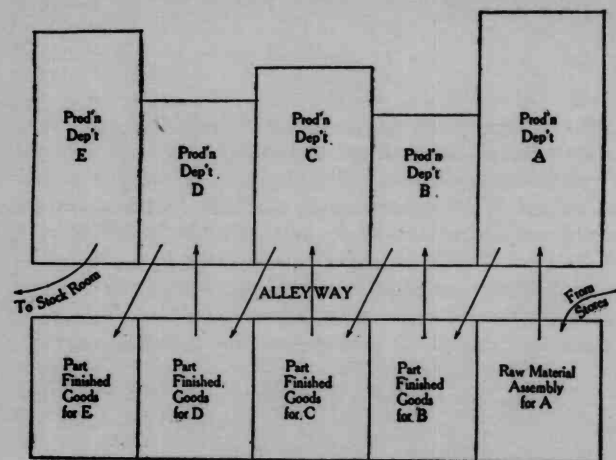 Prod'n
Dep't
E
Prod'n
Dep't
D
Prod'n
Dep't
C
Prod'n
Dep't
B
Prod'n
Dep't
A
To Stock Room
ALLEYWAY
From
Stores
Part
Finished
Goods
for E
Part
Finished.
Goods
for D
Part
Finished
Goods
for C
Part
Finished
Goods
for B
Raw Material
Assembly
for A